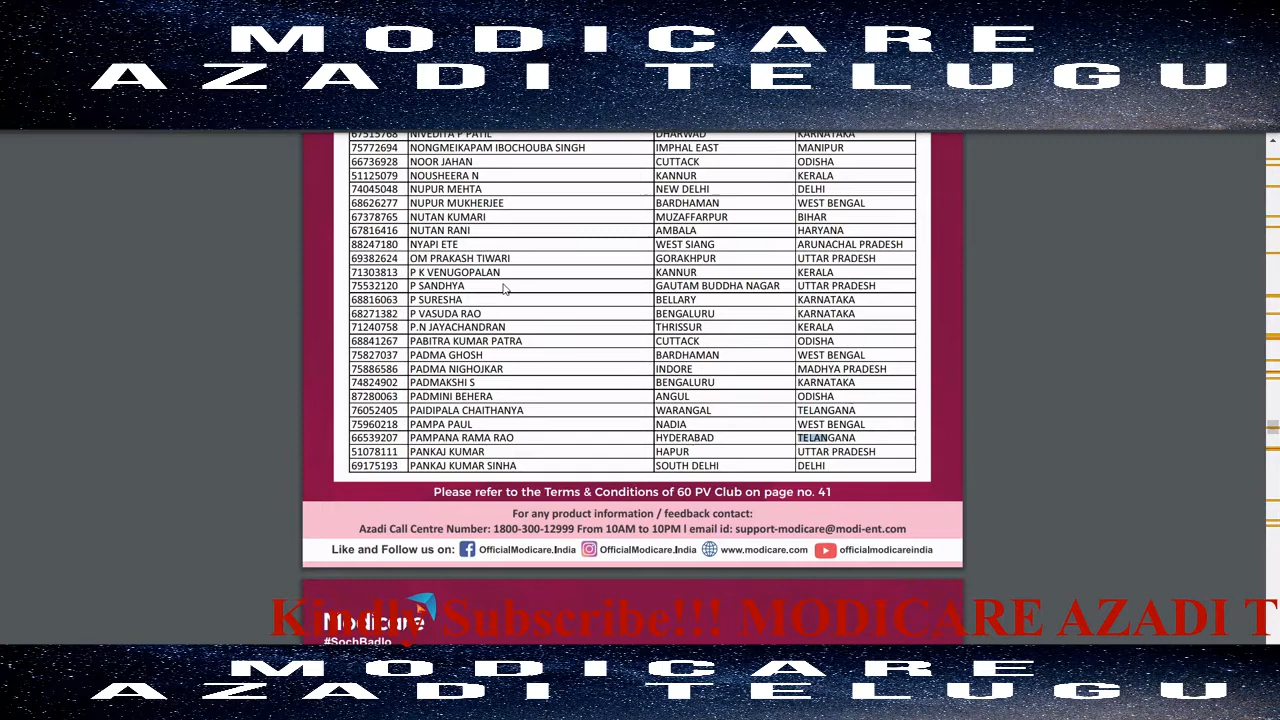 MODICARE
AZADI TELUGU
67515768 NIVEDITA P PATIL DHARWAD KARNATAKA
75772694 NONGMEIKAPAM IBOCHOUBA SINGH IMPHAL EAST MANIPUR
66736928 NOOR JAHAN CUTTACK ODISHA
51125079 NOUSHEERA N KANNUR KERALA
74045048 NUPUR MEHTA NEW DELHI DELHI
68626277 NUPUR MUKHERJEE BARDHAMAN WEST BENGAL
67378765 NUTAN KUMARI MUZAFFARPUR BIHAR
67816416 NUTAN RANI AMBALA HARYANA
88247180 NYAPI ETE WEST SIANG ARUNACHAL PRADESH
69382624 OM PRAKASH TIWARI GORAKHPUR UTTAR PRADESH
71303813 P K VENUGOPALAN KANNUR KERALA
75532120 P SANDHYA GAUTAM BUDDHA NAGAR UTTAR PRADESH
68816063 P SURESHA BELLARY KARNATAKA
68271382 P VASUDA RAO BENGALURU KARNATAKA
71240758 P.N JAYACHANDRAN THRISSUR KERALA
68841267 PABITRA KUMAR PATRA CUTTACK ODISHA
75827037 PADMA GHOSH BARDHAMAN WEST BENGAL
75886586 PADMA NIGHOJKAR INDORE MADHYA PRADESH
74824902 PADMAKSHI S BENGALURU KARNATAKA
87280063 PADMINI BEHERA ANGUL ODISHA
76052405 PAIDIPALA CHAITHANYA WARANGAL TELANGANA
75960218 PAMPA PAUL NADIA WEST BENGAL
66539207 PAMPANA RAMA RAO HYDERABAD TELANGANA
51078111 PANKAJ KUMAR HAPUR UTTAR PRADESH
69175193 PANKAJ KUMAR SINHA SOUTH DELHI DELHI
Please refer to the Terms & Conditions of 60 PV Club on page no. 41
For any product information / feedback contact:
Azadi Call Centre Number: 1800-300-12999 From 10AM to 10PM l email id: support-modicare@modi-ent.com
Like and Follow us on: OfficialModicare.India OfficialModicare.India www.modicare.com officialmodicareindia
Modicare
#SochBadlo
Kindly Subscribe!!! MODICARE AZADI T
MODICARE
AZADI TELUGU